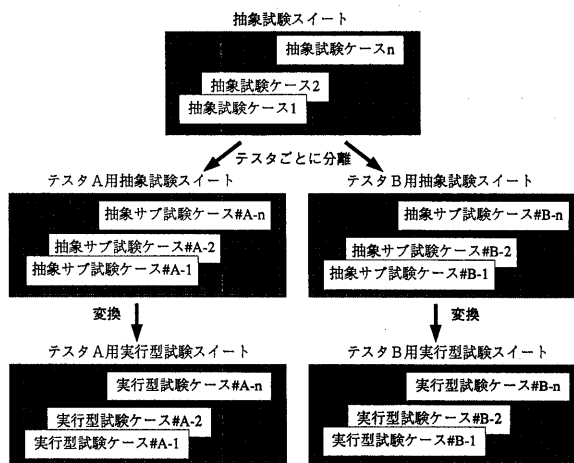 抽象試験スイート
抽象試験ケースn
抽象試験ケース2
抽象試験ケース1
テスタごとに分離
テスタA用抽象試験スイート
テスタB用抽象試験スイート
抽象サブ試験ケース#A-n
抽象サブ試験ケース#B-n
抽象サブ試験ケース#A-2
抽象サブ試験ケース#B-2
抽象サブ試験ケース#A-1
抽象サブ試験ケース#B-1
変換
変換
テスタA用実行型試験スイート
テスタB用実行型試験スイート
実行型試験ケース#A-n
実行型試験ケース#B-n
実行型試験ケース#A-2
実行型試験ケース#B-2
実行型試験ケース#A-1
実行型試験ケース#B-1